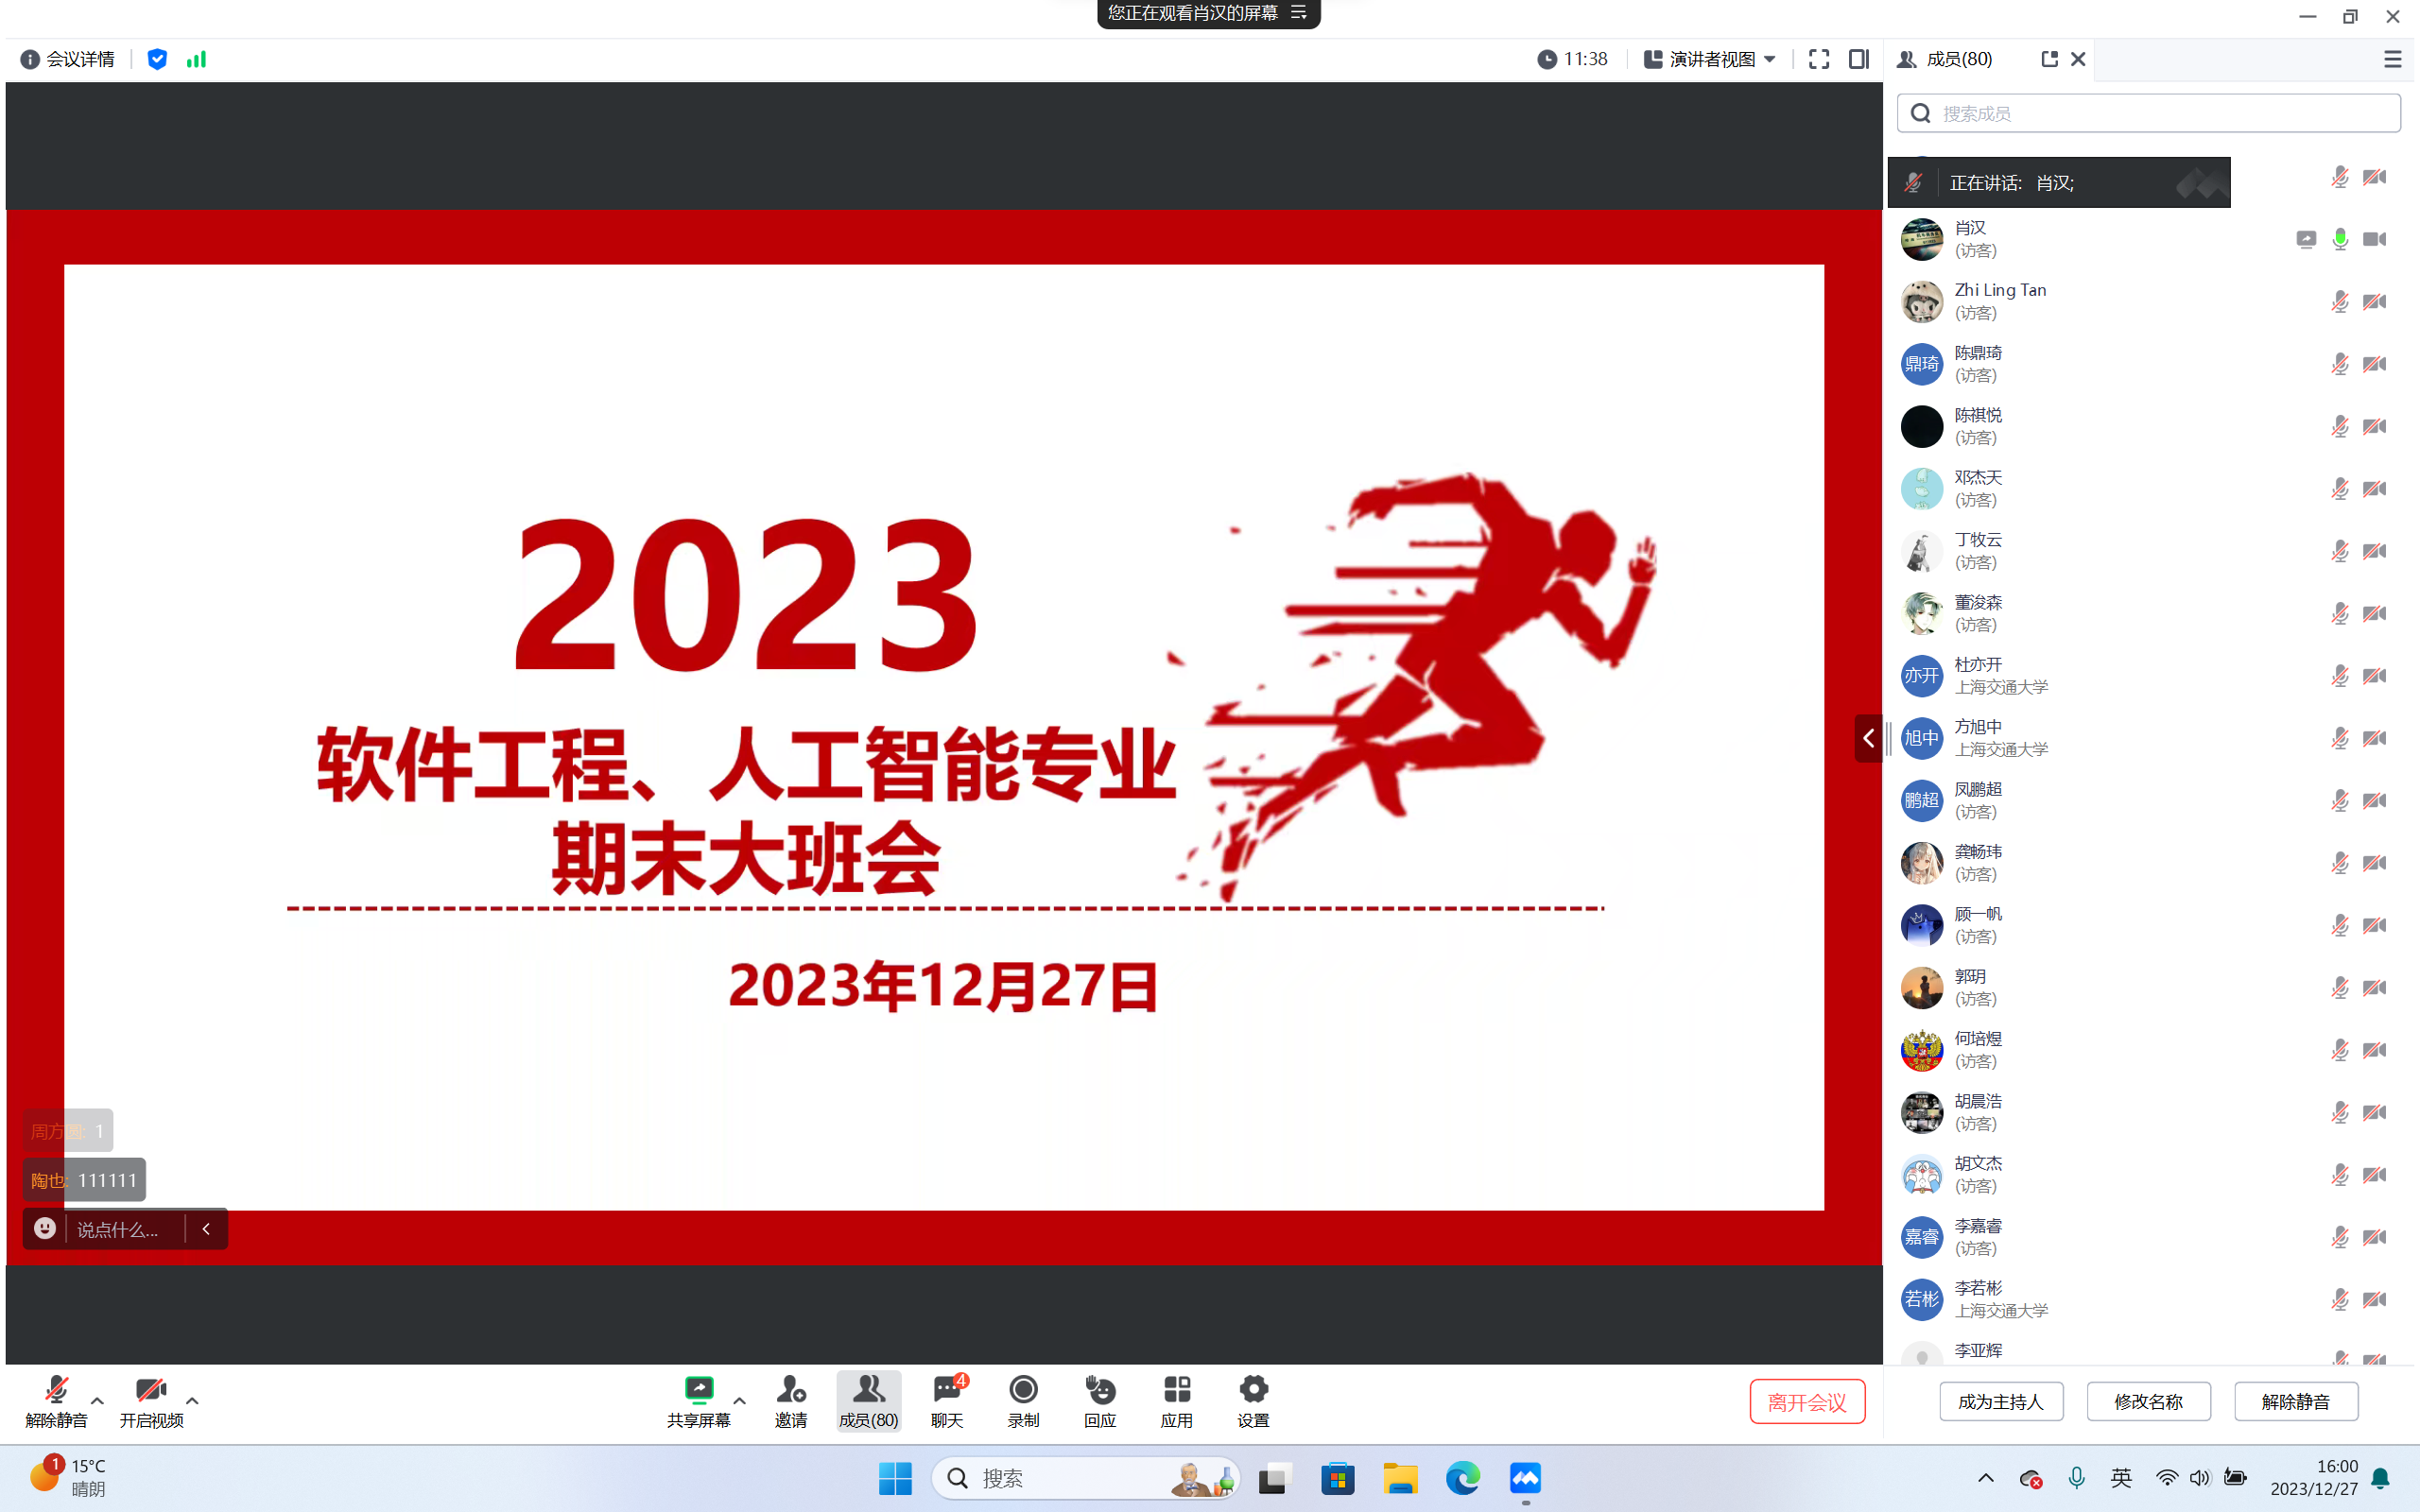 您正在观看肖汉的屏幕
会议详情
11:38
演讲者视图
成员(80)
搜索成员
正在讲话: 肖汉;
肖汉
(访客)
Zhi Ling Tan
(访客)
鼎琦
陈鼎琦
(访客)
陈祺悦
(访客)
邓杰天
(访客)
丁牧云
(访客)
董浚森
(访客)
亦开
杜亦开
上海交通大学
旭中
方旭中
上海交通大学
鹏超
凤鹏超
(访客)
龚畅玮
(访客)
顾一帆
(访客)
郭玥
(访客)
何培煜
(访客)
胡晨浩
(访客)
胡文杰
(访客)
嘉睿
李嘉睿
(访客)
若彬
李若彬
上海交通大学
李亚辉
2023
软件工程、人工智能专业
期末大班会
2023年12月27日
周方圆: 1
陶也: 111111
说点什么...
解除静音
开启视频
共享屏幕
邀请
成员(80)
4
聊天
录制
回应
应用
设置
离开会议
成为主持人
修改名称
解除静音
1
15°C
晴朗
搜索
英
16:00
2023/12/27